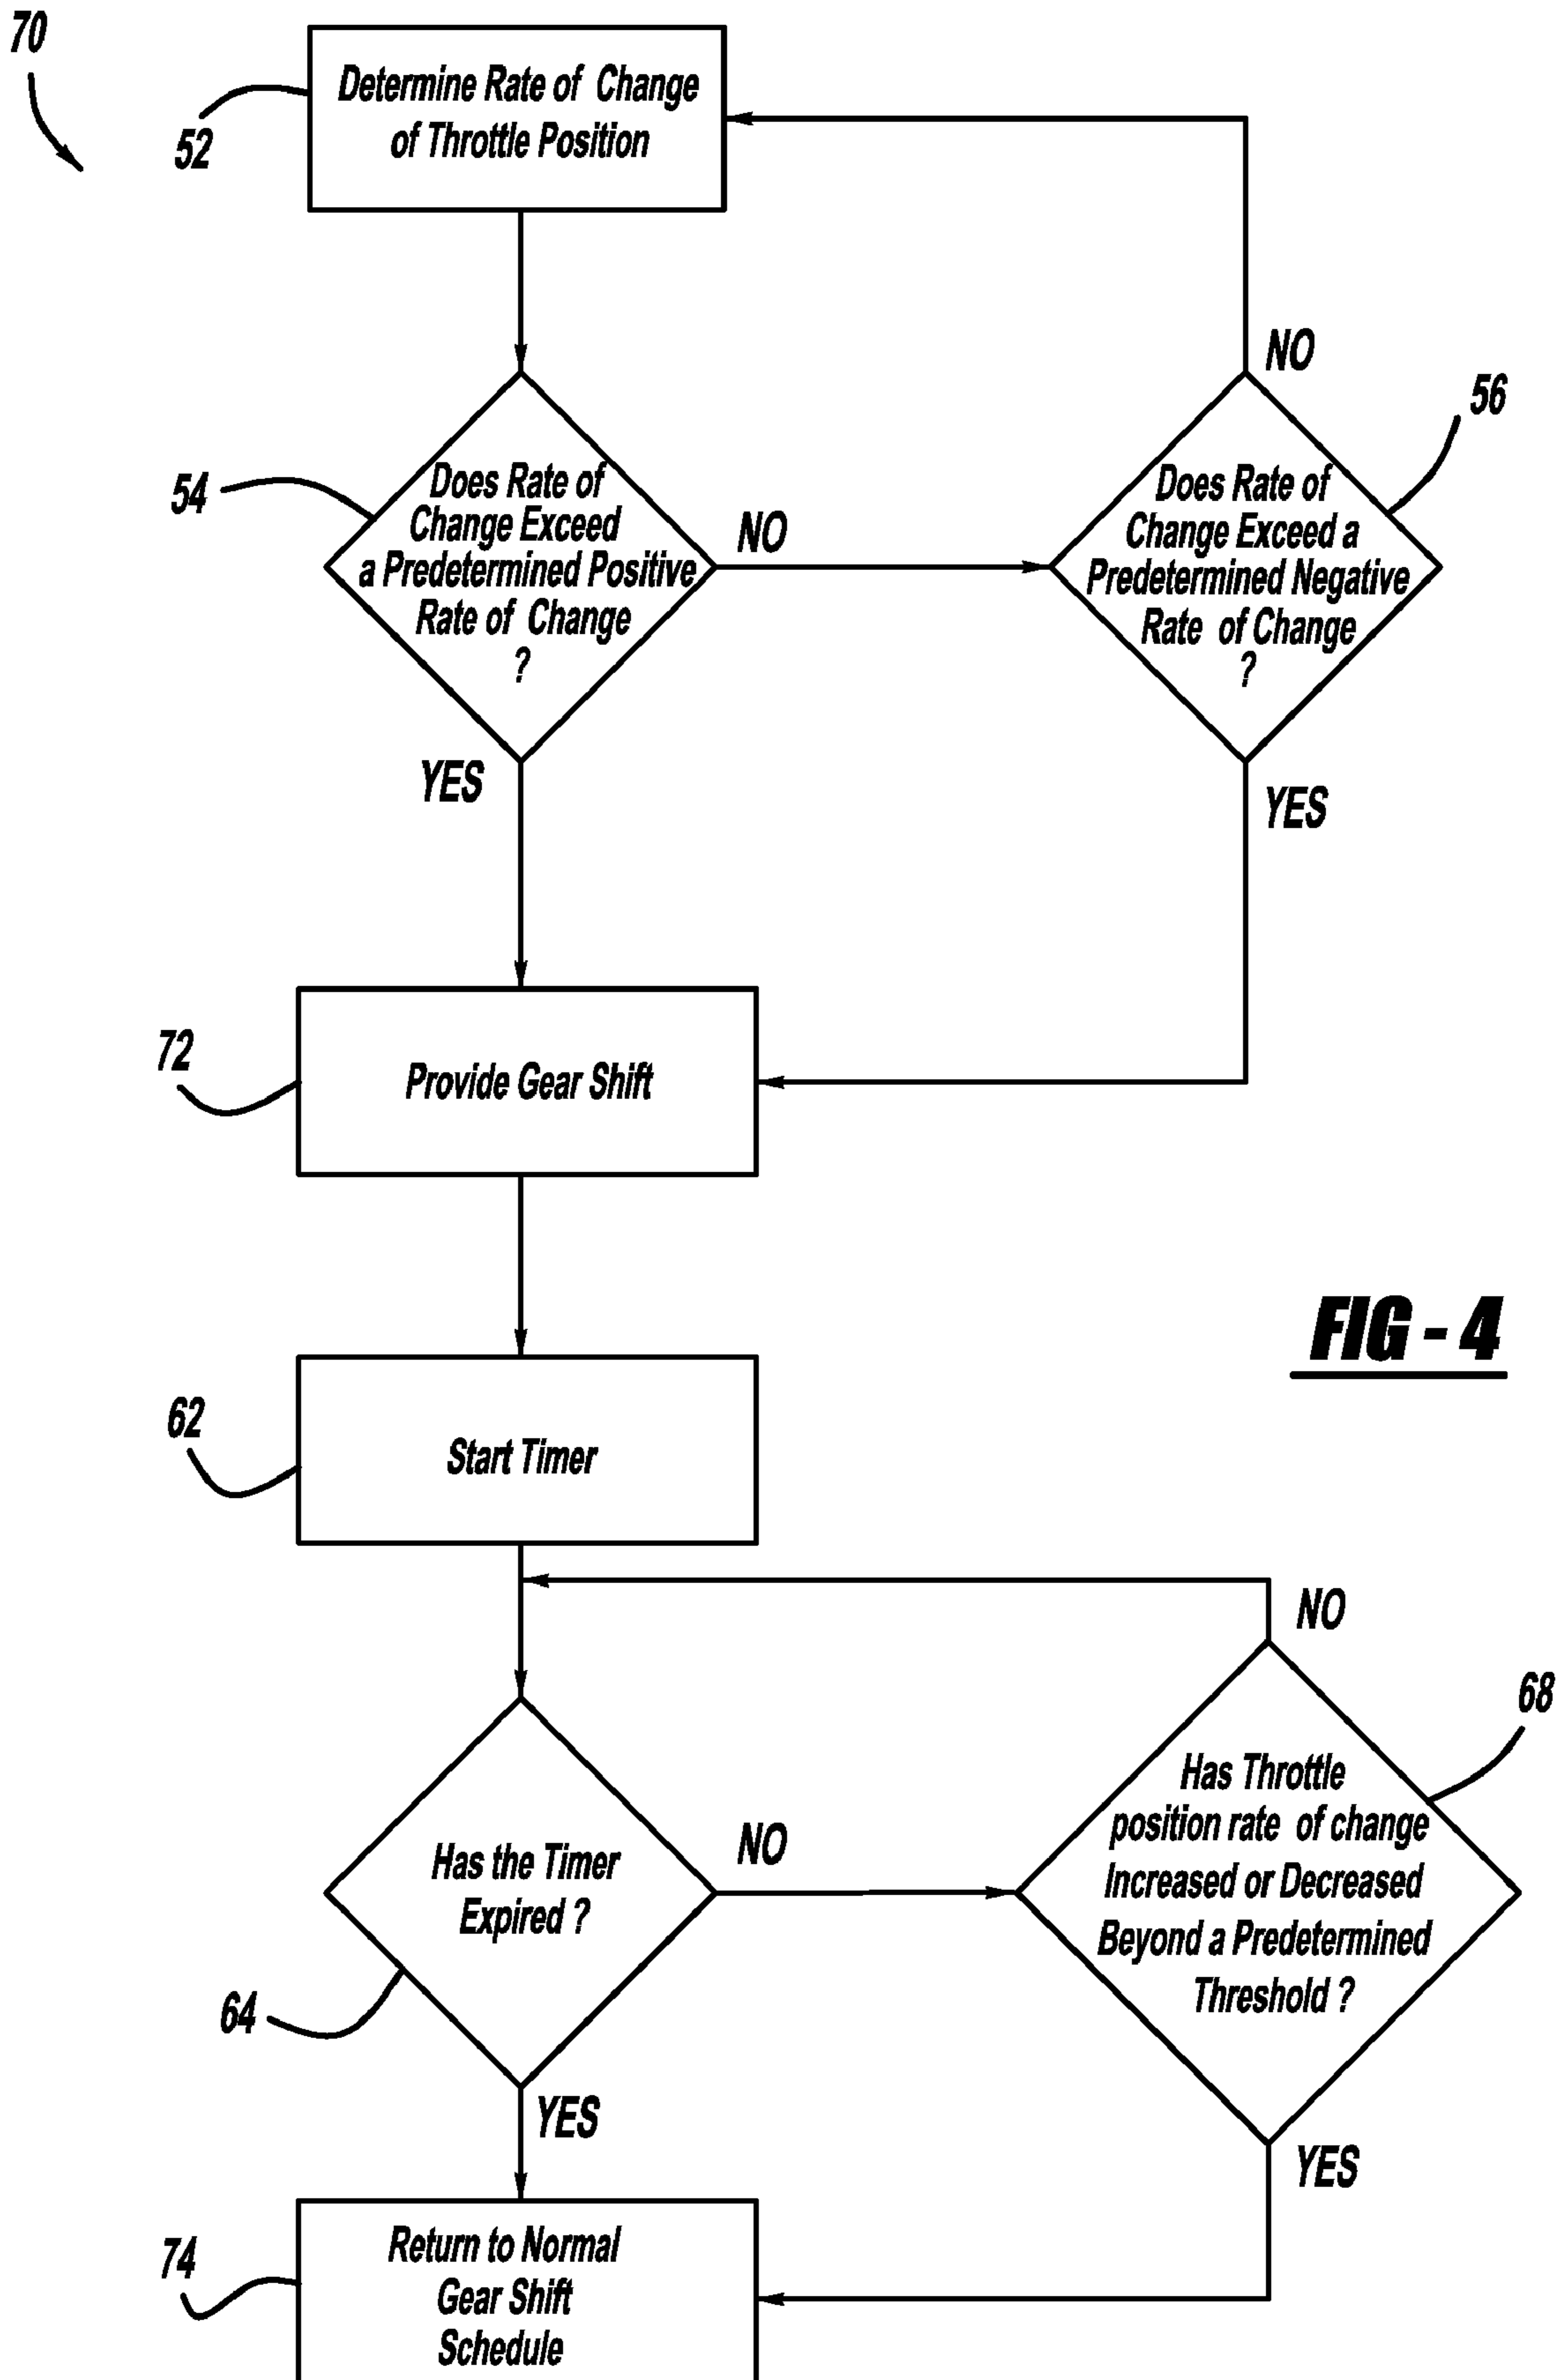 70
Determine Rate of Change
of Throttle Position
52
NO
56
54
Does Rate of
Change Exceed
a Predetermined Positive
Rate of Change
?
NO
Does Rate of
Change Exceed a
Predetermined Negative
Rate of Change
?
YES
YES
72
Provide Gear Shift
FIG - 4
62
Start Timer
NO
68
Has the Timer
Expired ?
NO
Has Throttle
position rate of change
Increased or Decreased
Beyond a Predetermined
Threshold ?
64
YES
YES
74
Return to Normal
Gear Shift
Schedule